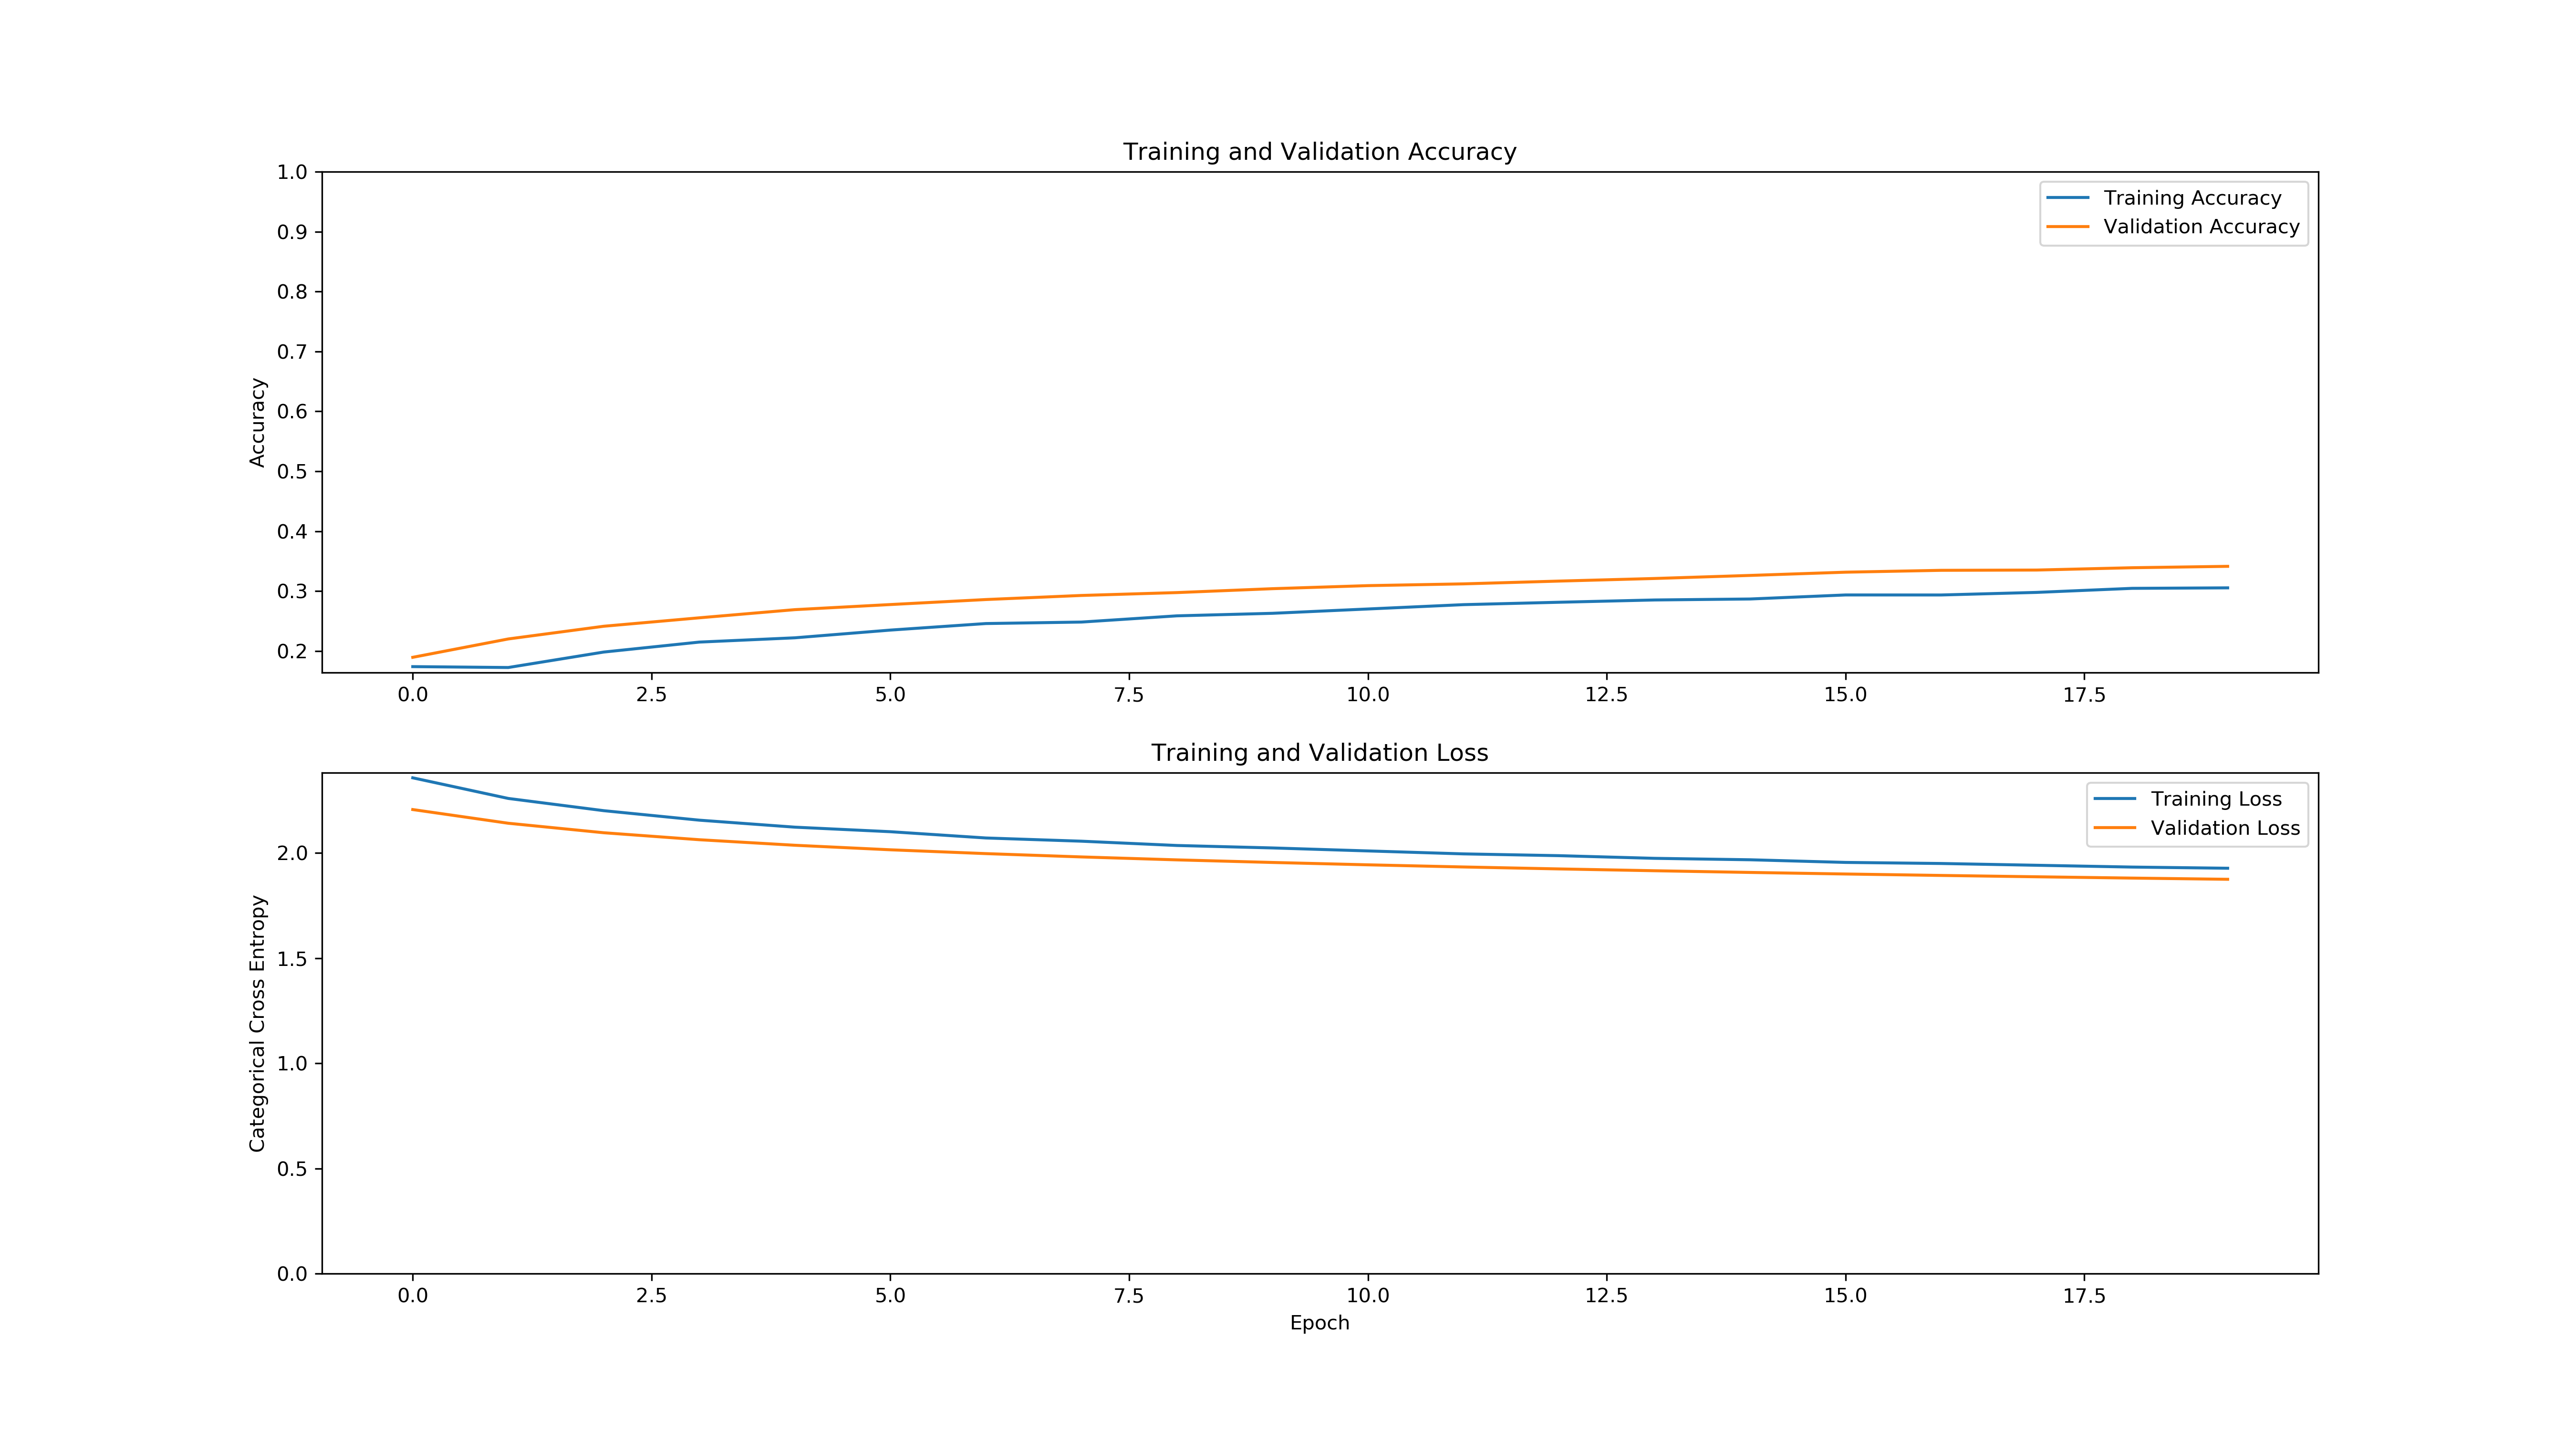 Training and Validation Accuracy
1.0
0.9
0.8
0.7
0.6
0.5
0.4
0.3
0.2
Accuracy
Training Accuracy
Validation Accuracy
0.0 2.5 5.0 7.5 10.0 12.5 15.0 17.5
Training and Validation Loss
2.0
1.5
1.0
0.5
0.0
Categorical Cross Entropy
Training Loss
Validation Loss
0.0 2.5 5.0 7.5 10.0 12.5 15.0 17.5
Epoch